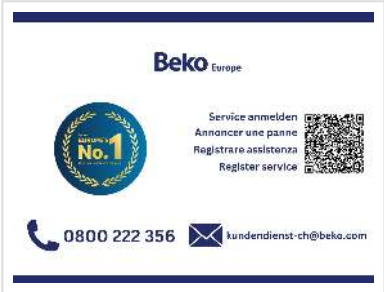 Beko Europe
EUROPE'S
No.1
Service anmelden
Annoncer une panne
Registrare assistenza
Register service
0800 222 356
kundendienst-ch@beko.com